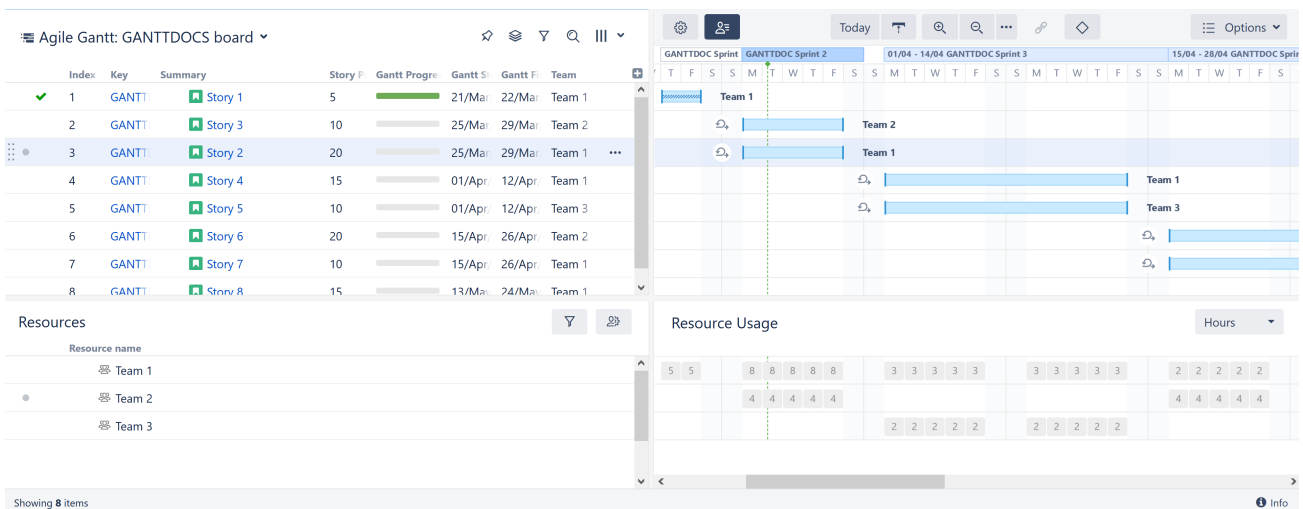 Agile Gantt: GANTTDOCS board
Today
Options
Index Key Summary Story P Gantt Progre Gantt St Gantt Fi Team
1 GANTT Story 1 5 21/Mar 22/Mar Team 1
2 GANTT Story 3 10 25/Mar 29/Mar Team 2
3 GANTT Story 2 20 25/Mar 29/Mar Team 1
4 GANTT Story 4 15 01/Apr/ 12/Apr/ Team 1
5 GANTT Story 5 10 01/Apr/ 12/Apr/ Team 3
6 GANTT Story 6 20 15/Apr/ 26/Apr/ Team 2
7 GANTT Story 7 10 15/Apr/ 26/Apr/ Team 1
8 GANTT Story 8 15 13/May 24/May Team 1
GANTTDOC Sprint GANTTDOC Sprint 2 01/04 - 14/04 GANTTDOC Sprint 3 15/04 - 28/04 GANTTDOC Sprin
T F S S M T W T F S S M T W T F S S M T W T F S S M T W T F S
Team 1
Team 2
Team 1
Team 1
Team 3
Resources
Resource name
Team 1
Team 2
Team 3
Resource Usage
Hours
5 5 8 8 8 8 8 3 3 3 3 3 3 3 3 3 3 2 2 2 2 2
4 4 4 4 4 4 4 4 4 4
2 2 2 2 2 2 2 2 2 2
Showing 8 items
Info